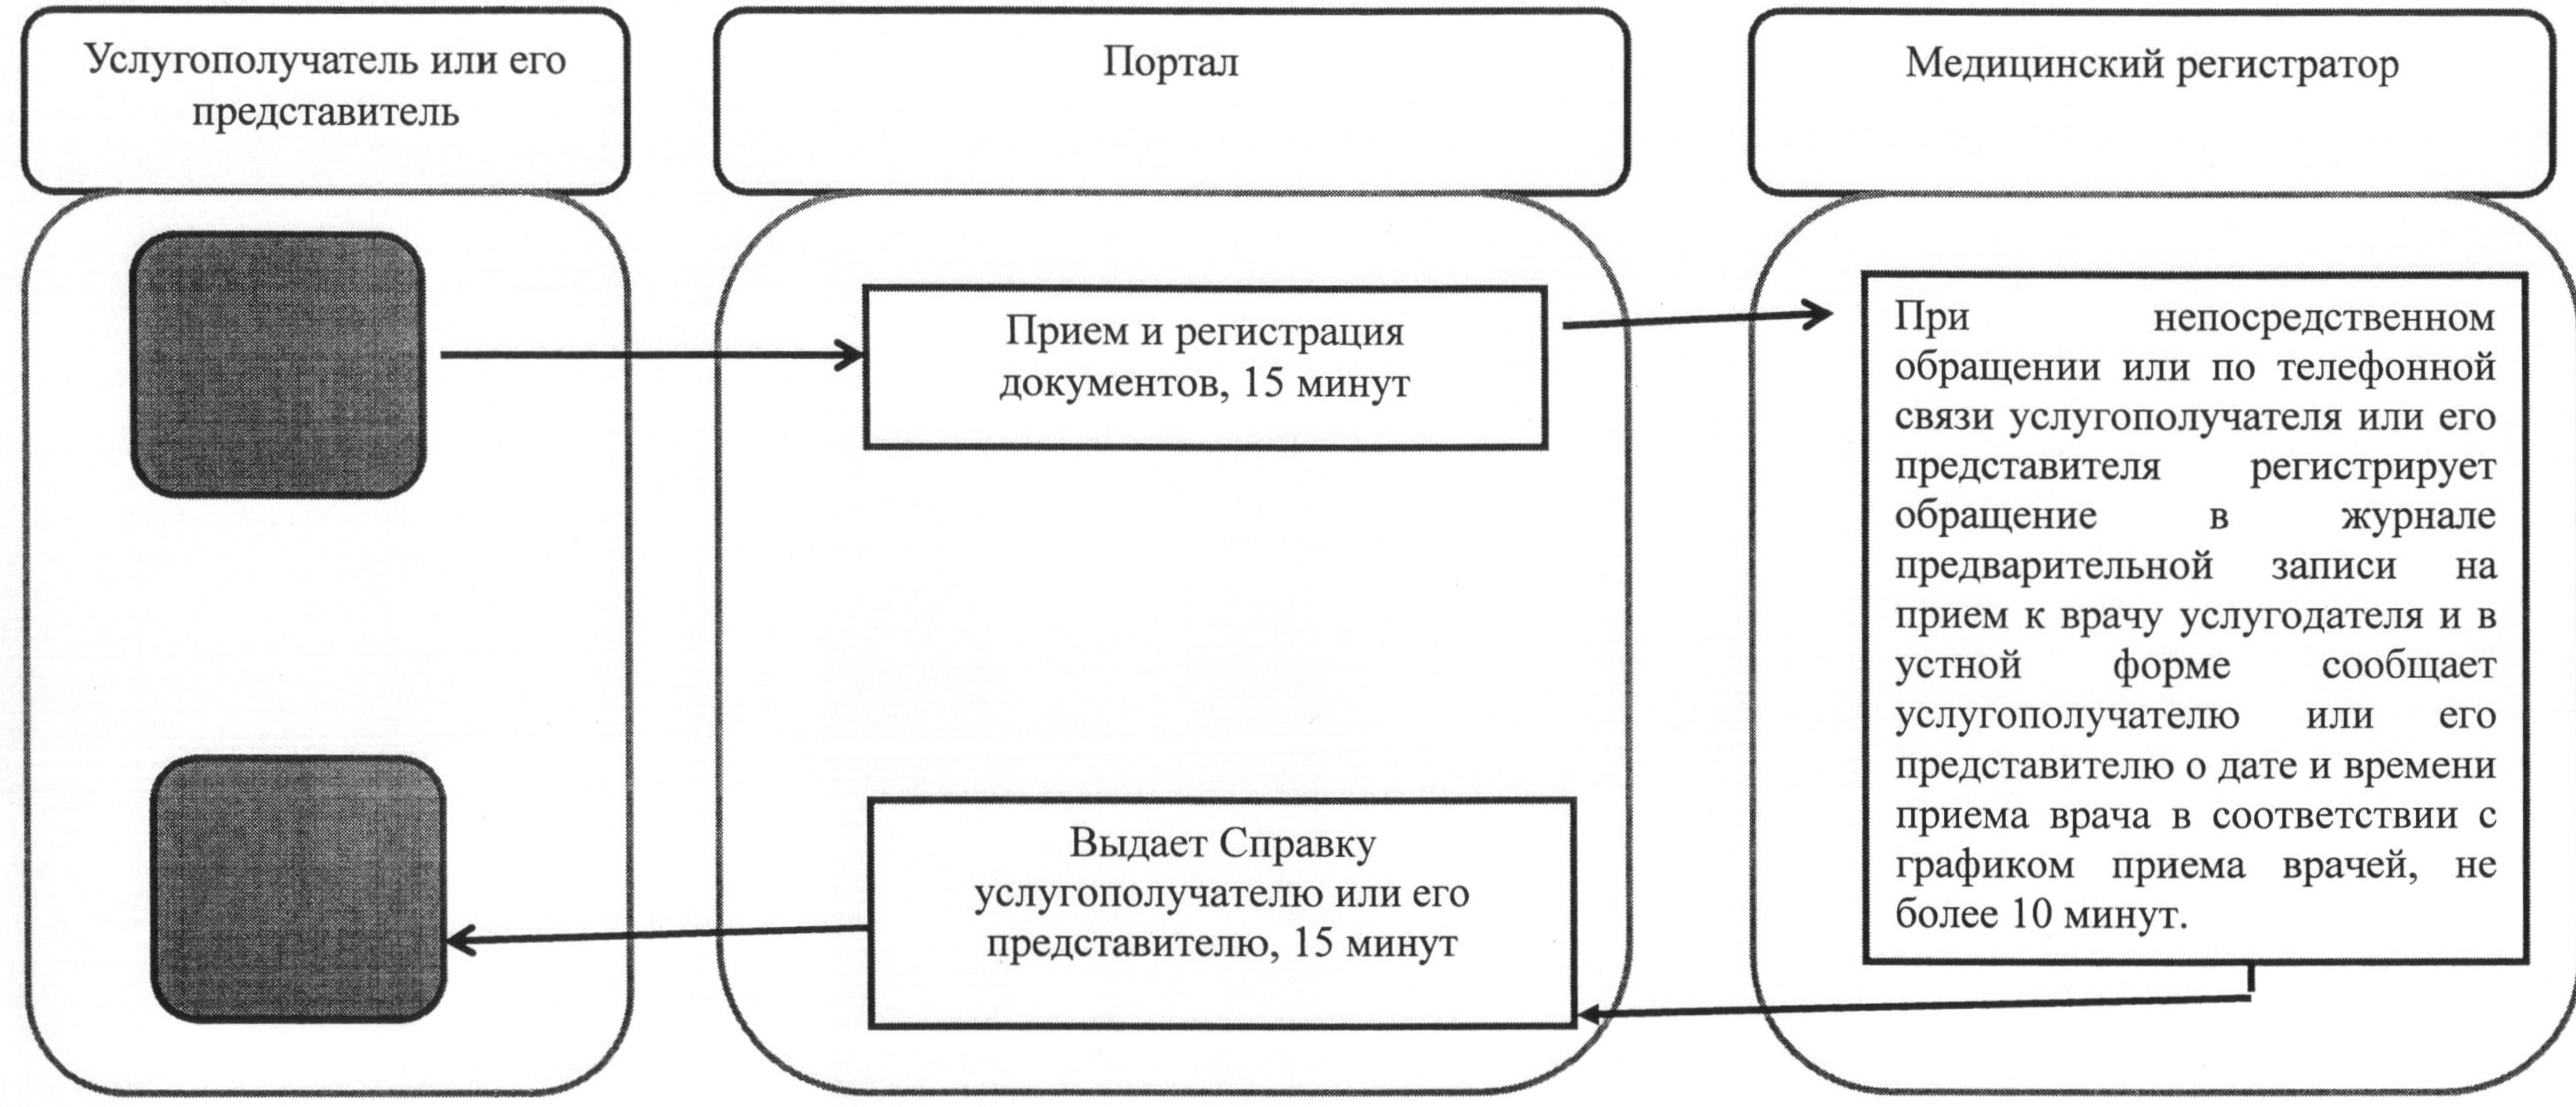 Услугополучатель или его
представитель
Портал
Медицинский регистратор
Прием и регистрация
документов, 15 минут
При непосредственном
обращении или по телефонной
связи услугополучателя или его
представителя регистрирует
обращение в журнале
предварительной записи на
прием к врачу услугодателя и в
устной форме сообщает
услугополучателю или его
представителю о дате и времени
приема врача в соответствии с
графиком приема врачей, не
более 10 минут.
Выдает Справку
услугополучателю или его
представителю, 15 минут